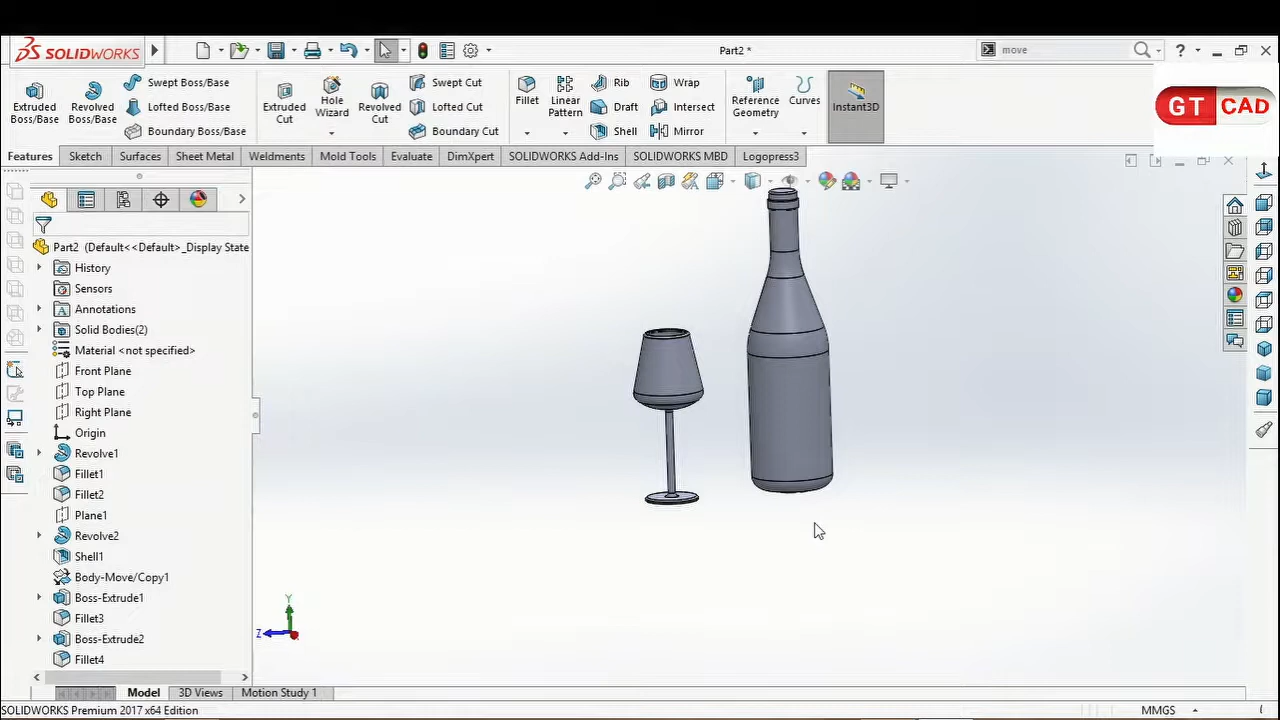 SOLIDWORKS
Part2 *
move
?
Extruded Boss/Base
Revolved Boss/Base
Swept Boss/Base
Lofted Boss/Base
Boundary Boss/Base
Extruded Cut
Hole Wizard
Revolved Cut
Swept Cut
Lofted Cut
Boundary Cut
Fillet
Linear Pattern
Rib
Draft
Shell
Wrap
Intersect
Mirror
Reference Geometry
Curves
Instant3D
GT CAD
Features
Sketch
Surfaces
Sheet Metal
Weldments
Mold Tools
Evaluate
DimXpert
SOLIDWORKS Add-Ins
SOLIDWORKS MBD
Logopress3
Part2 (Default<<Default>_Display State
History
Sensors
Annotations
Solid Bodies(2)
Material <not specified>
Front Plane
Top Plane
Right Plane
Origin
Revolve1
Fillet1
Fillet2
Plane1
Revolve2
Shell1
Body-Move/Copy1
Boss-Extrude1
Fillet3
Boss-Extrude2
Fillet4
Y
Z
Model
3D Views
Motion Study 1
SOLIDWORKS Premium 2017 x64 Edition
MMGS